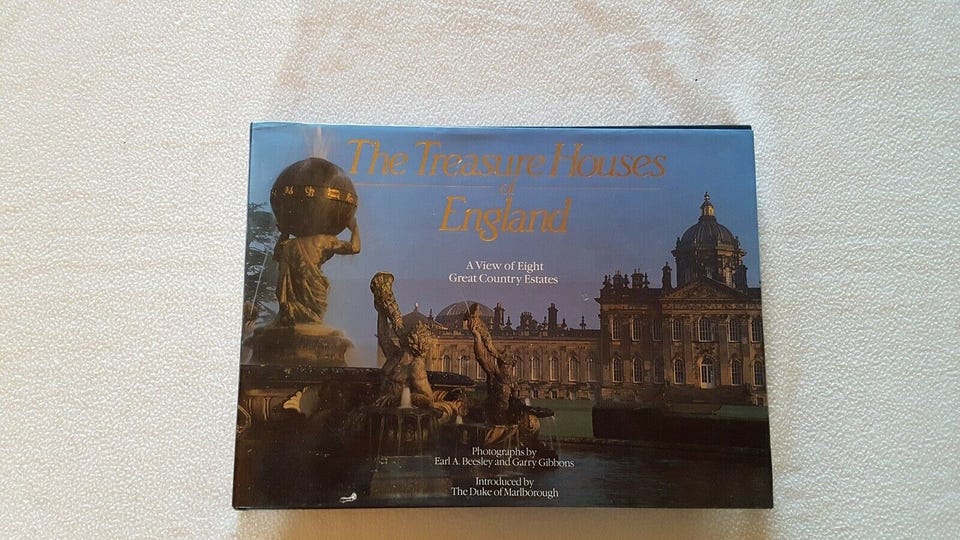 The Treasure Houses
of
England
A View of Eight
Great Country Estates
Photographs by
Earl A. Beesley and Garry Gibbons
Introduced by
The Duke of Marlborough